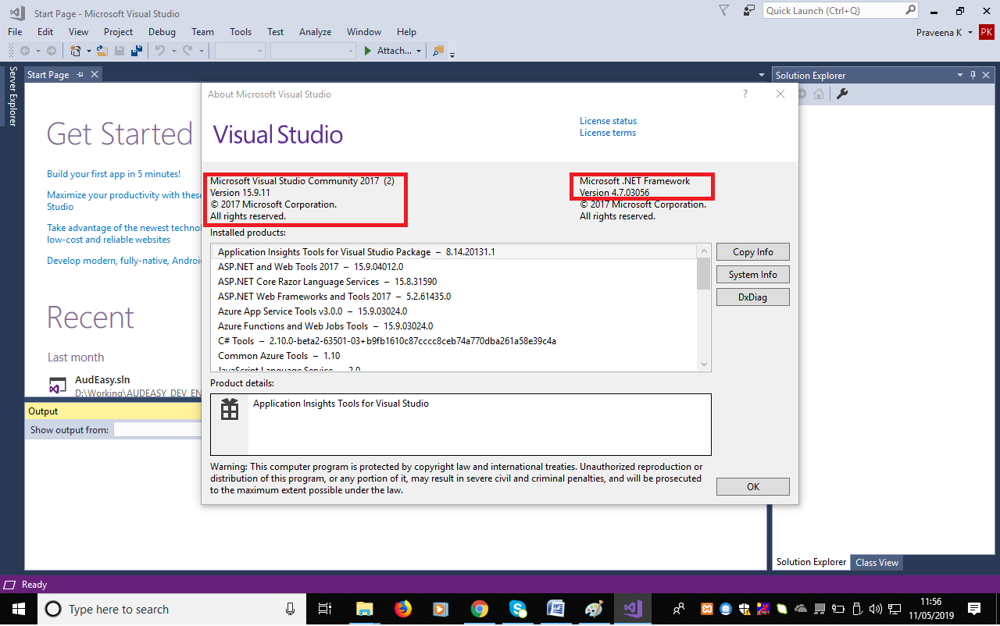 Start Page - Microsoft Visual Studio
Quick Launch (Ctrl+Q)
File Edit View Project Debug Team Tools Test Analyze Window Help
Praveena K PK
Attach...
Server Explorer
Start Page
Solution Explorer
About Microsoft Visual Studio ?
Visual Studio
License status
License terms
Get Started
Build your first app in 5 minutes!
Maximize your productivity with these
Studio
Take advantage of the newest technol
low-cost and reliable websites
Develop modern, fully-native, Android
Recent
Last month
AudEasy.sln
D:\Working\AUDEASY_DEV_EN
Microsoft Visual Studio Community 2017 (2)
Version 15.9.11
© 2017 Microsoft Corporation.
All rights reserved.
Microsoft .NET Framework
Version 4.7.03056
© 2017 Microsoft Corporation.
All rights reserved.
Installed products:
Application Insights Tools for Visual Studio Package – 8.14.20131.1
ASP.NET and Web Tools 2017 – 15.9.04012.0
ASP.NET Core Razor Language Services – 15.8.31590
ASP.NET Web Frameworks and Tools 2017 – 5.2.61435.0
Azure App Service Tools v3.0.0 – 15.9.03024.0
Azure Functions and Web Jobs Tools – 15.9.03024.0
C# Tools – 2.10.0-beta2-63501-03+b9fb1610c87cccc8ceb74a770dba261a58e39c4a
Common Azure Tools – 1.10
JavaScript Language Service – 2.0
Copy Info
System Info
DxDiag
Product details:
Application Insights Tools for Visual Studio
Warning: This computer program is protected by copyright law and international treaties. Unauthorized reproduction or
distribution of this program, or any portion of it, may result in severe civil and criminal penalties, and will be prosecuted
to the maximum extent possible under the law.
OK
Output
Show output from:
Solution Explorer Class View
Ready
Type here to search
11:56
11/05/2019